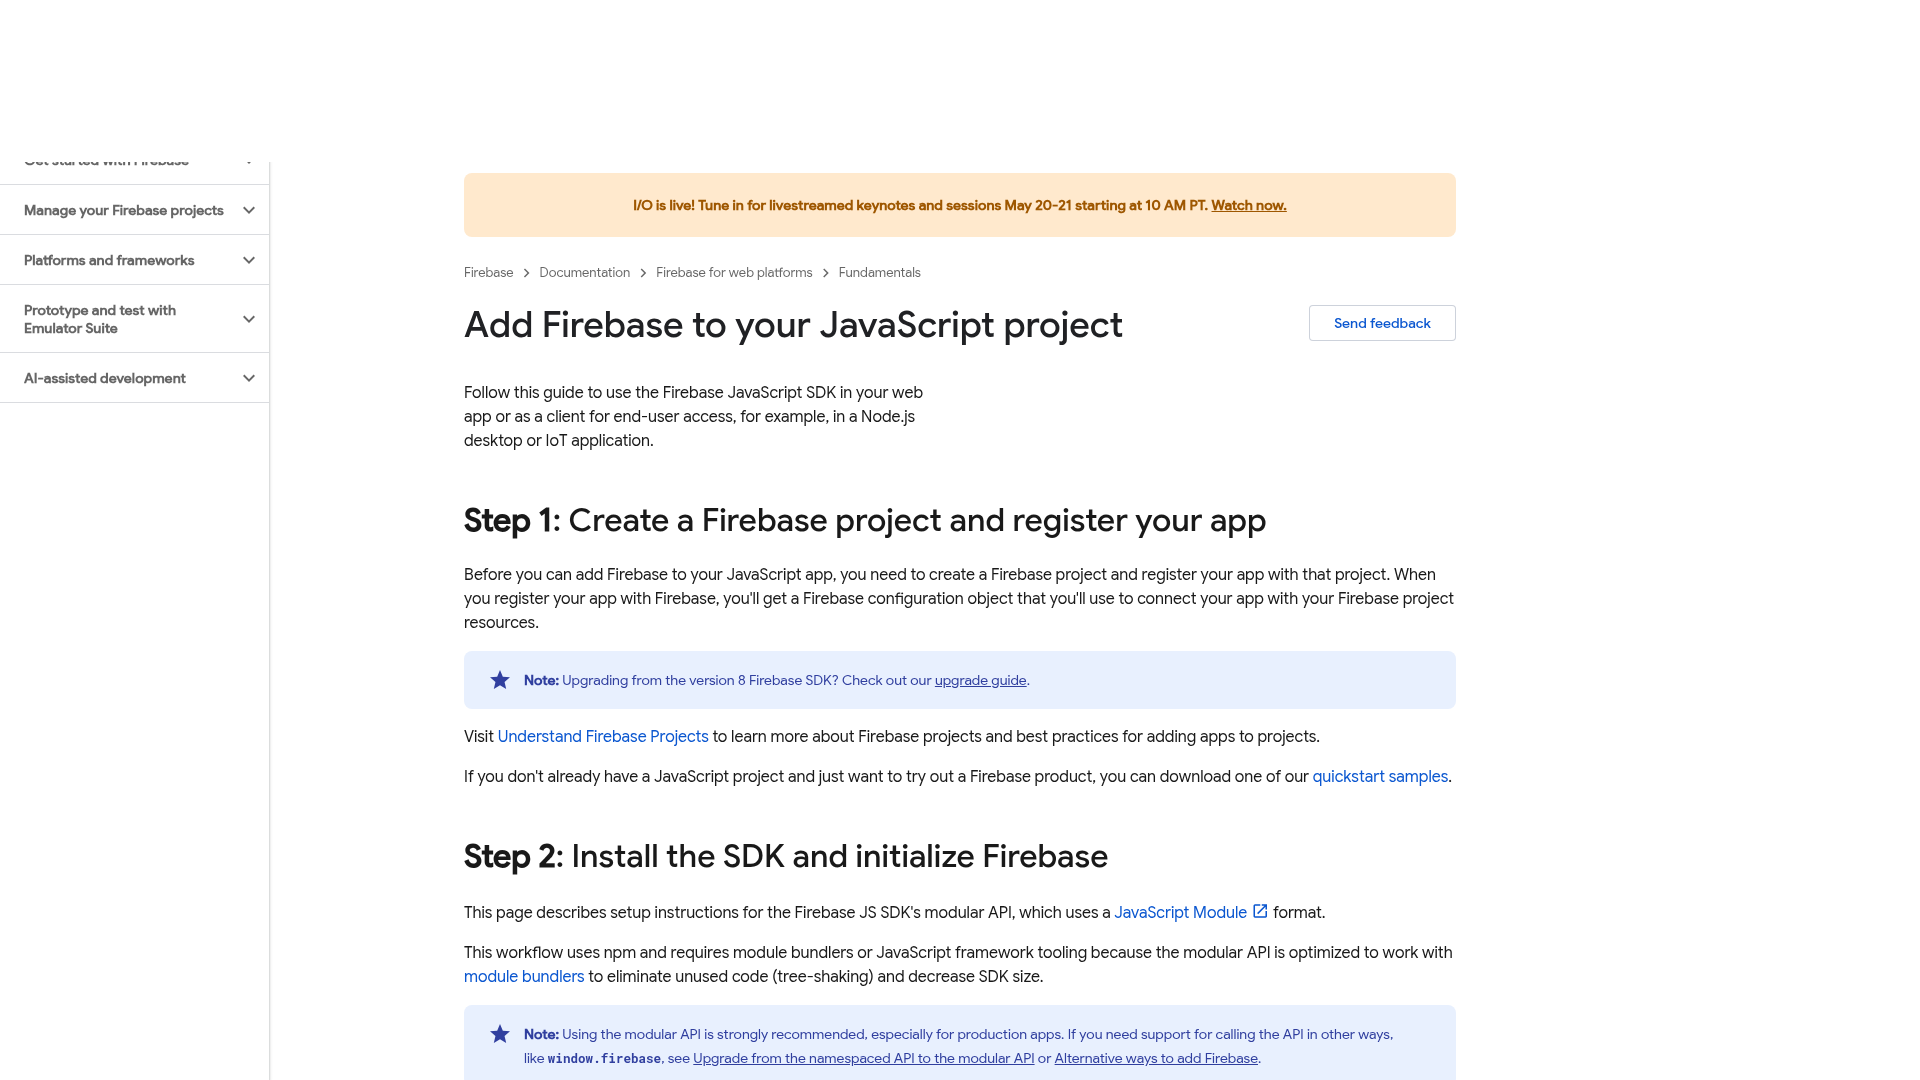 Get started with Firebase
Manage your Firebase projects
Platforms and frameworks
Prototype and test with
Emulator Suite
AI-assisted development
I/O is live! Tune in for livestreamed keynotes and sessions May 20-21 starting at 10 AM PT. Watch now.
Firebase > Documentation > Firebase for web platforms > Fundamentals
Add Firebase to your JavaScript project
Send feedback
Follow this guide to use the Firebase JavaScript SDK in your web
app or as a client for end-user access, for example, in a Node.js
desktop or IoT application.
Step 1: Create a Firebase project and register your app
Before you can add Firebase to your JavaScript app, you need to create a Firebase project and register your app with that project. When
you register your app with Firebase, you'll get a Firebase configuration object that you'll use to connect your app with your Firebase project
resources.
Note: Upgrading from the version 8 Firebase SDK? Check out our upgrade guide.
Visit Understand Firebase Projects to learn more about Firebase projects and best practices for adding apps to projects.
If you don't already have a JavaScript project and just want to try out a Firebase product, you can download one of our quickstart samples.
Step 2: Install the SDK and initialize Firebase
This page describes setup instructions for the Firebase JS SDK's modular API, which uses a JavaScript Module format.
This workflow uses npm and requires module bundlers or JavaScript framework tooling because the modular API is optimized to work with
module bundlers to eliminate unused code (tree-shaking) and decrease SDK size.
Note: Using the modular API is strongly recommended, especially for production apps. If you need support for calling the API in other ways,
like window.firebase, see Upgrade from the namespaced API to the modular API or Alternative ways to add Firebase.